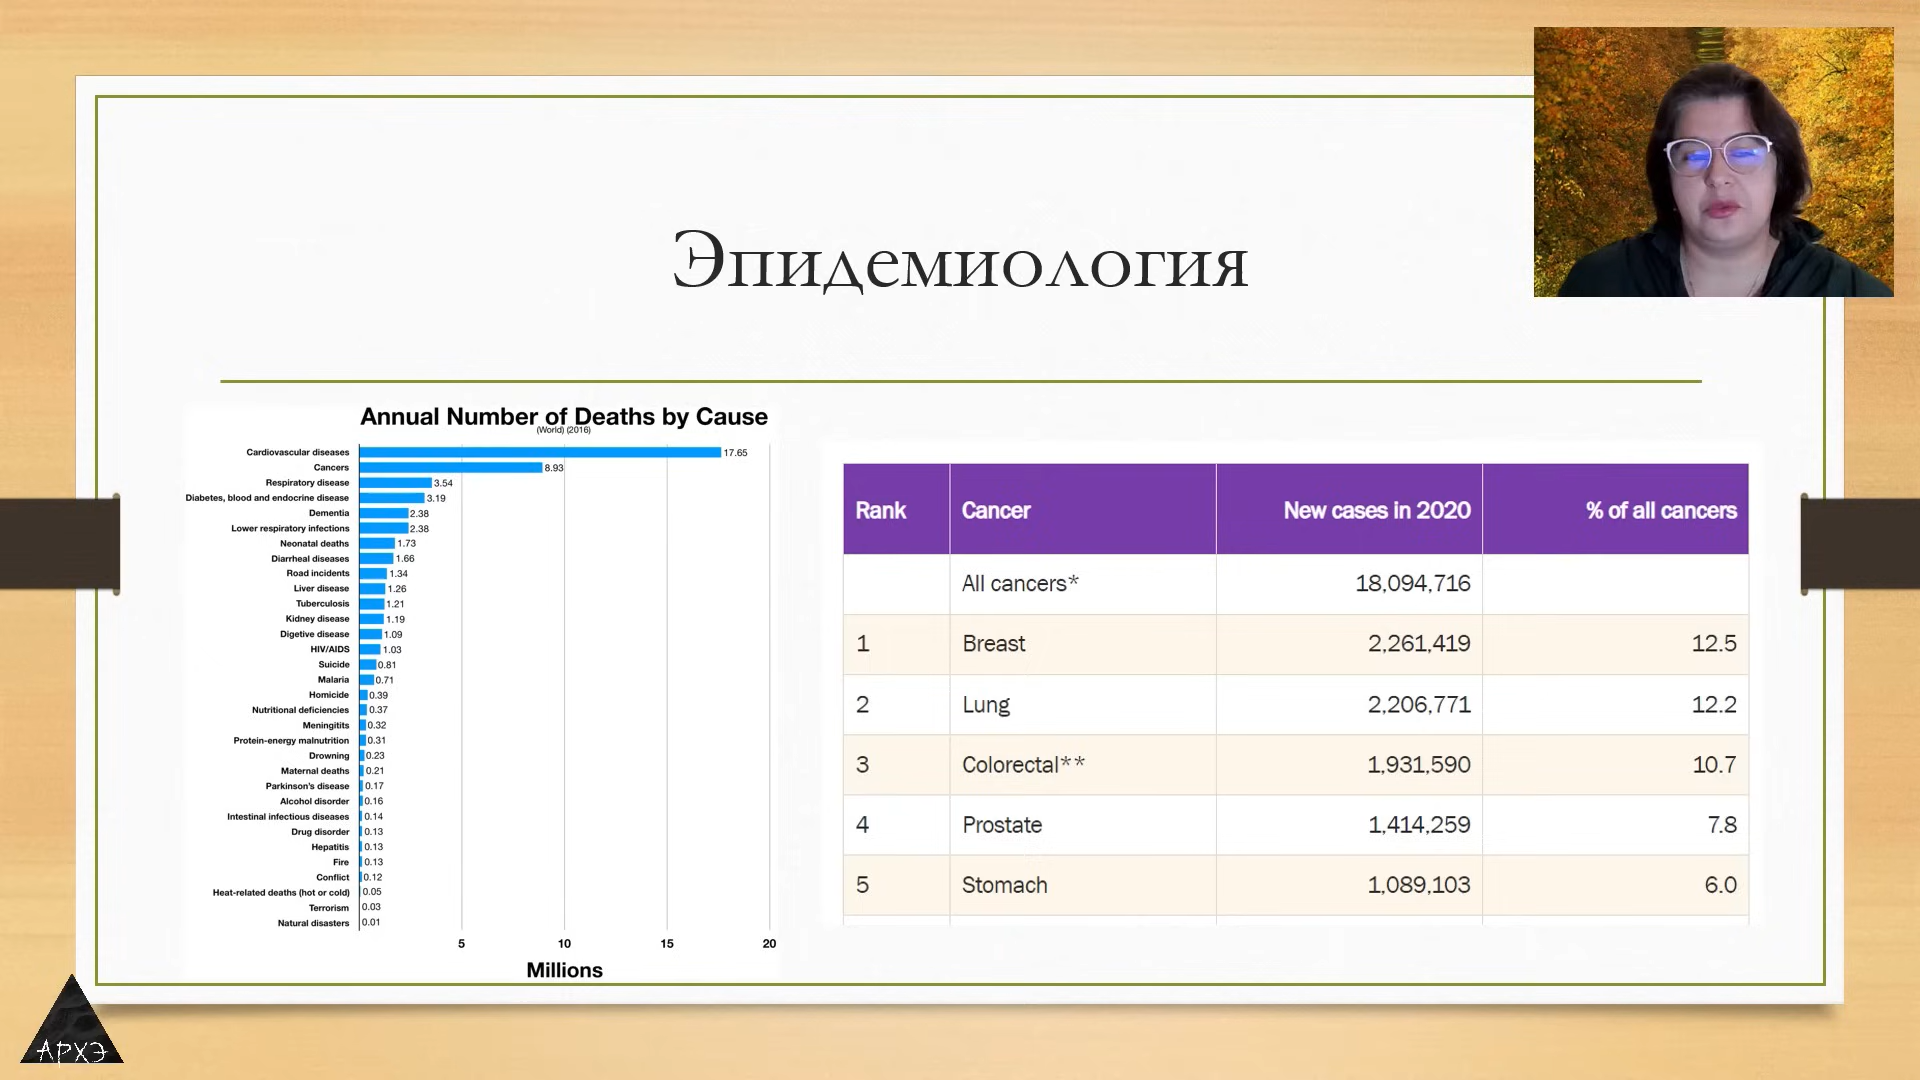 Эпидемиология
Annual Number of Deaths by Cause
(World) (2016)
Cardiovascular diseases 17.65
Cancers 8.93
Respiratory disease 3.54
Diabetes, blood and endocrine disease 3.19
Dementia 2.38
Lower respiratory infections 2.38
Neonatal deaths 1.73
Diarrheal diseases 1.66
Road incidents 1.34
Liver disease 1.26
Tuberculosis 1.21
Kidney disease 1.19
Digetive disease 1.09
HIV/AIDS 1.03
Suicide 0.81
Malaria 0.71
Homicide 0.39
Nutritional deficiencies 0.37
Meningitits 0.32
Protein-energy malnutrition 0.31
Drowning 0.23
Maternal deaths 0.21
Parkinson's disease 0.17
Alcohol disorder 0.16
Intestinal infectious diseases 0.14
Drug disorder 0.13
Hepatitis 0.13
Fire 0.13
Conflict 0.12
Heat-related deaths (hot or cold) 0.05
Terrorism 0.03
Natural disasters 0.01
5 10 15 20
Millions
Rank Cancer New cases in 2020 % of all cancers
All cancers* 18,094,716
1 Breast 2,261,419 12.5
2 Lung 2,206,771 12.2
3 Colorectal** 1,931,590 10.7
4 Prostate 1,414,259 7.8
5 Stomach 1,089,103 6.0
АРХЭ